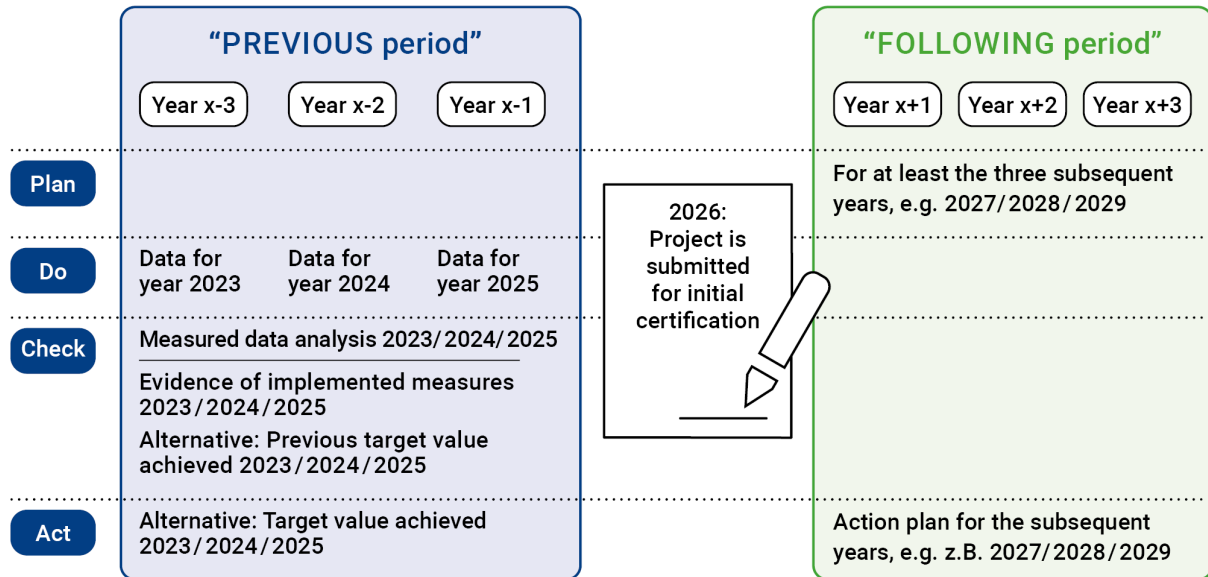 “PREVIOUS period”
“FOLLOWING period”
Year x-3
Year x-2
Year x-1
Year x+1
Year x+2
Year x+3
Plan
For at least the three subsequent
years, e.g. 2027/2028/2029
2026:
Project is
submitted
for initial
certification
Do
Data for
year 2023
Data for
year 2024
Data for
year 2025
Check
Measured data analysis 2023/2024/2025
Evidence of implemented measures
2023/2024/2025
Alternative: Previous target value
achieved 2023/2024/2025
Act
Alternative: Target value achieved
2023/2024/2025
Action plan for the subsequent
years, e.g. z.B. 2027/2028/2029